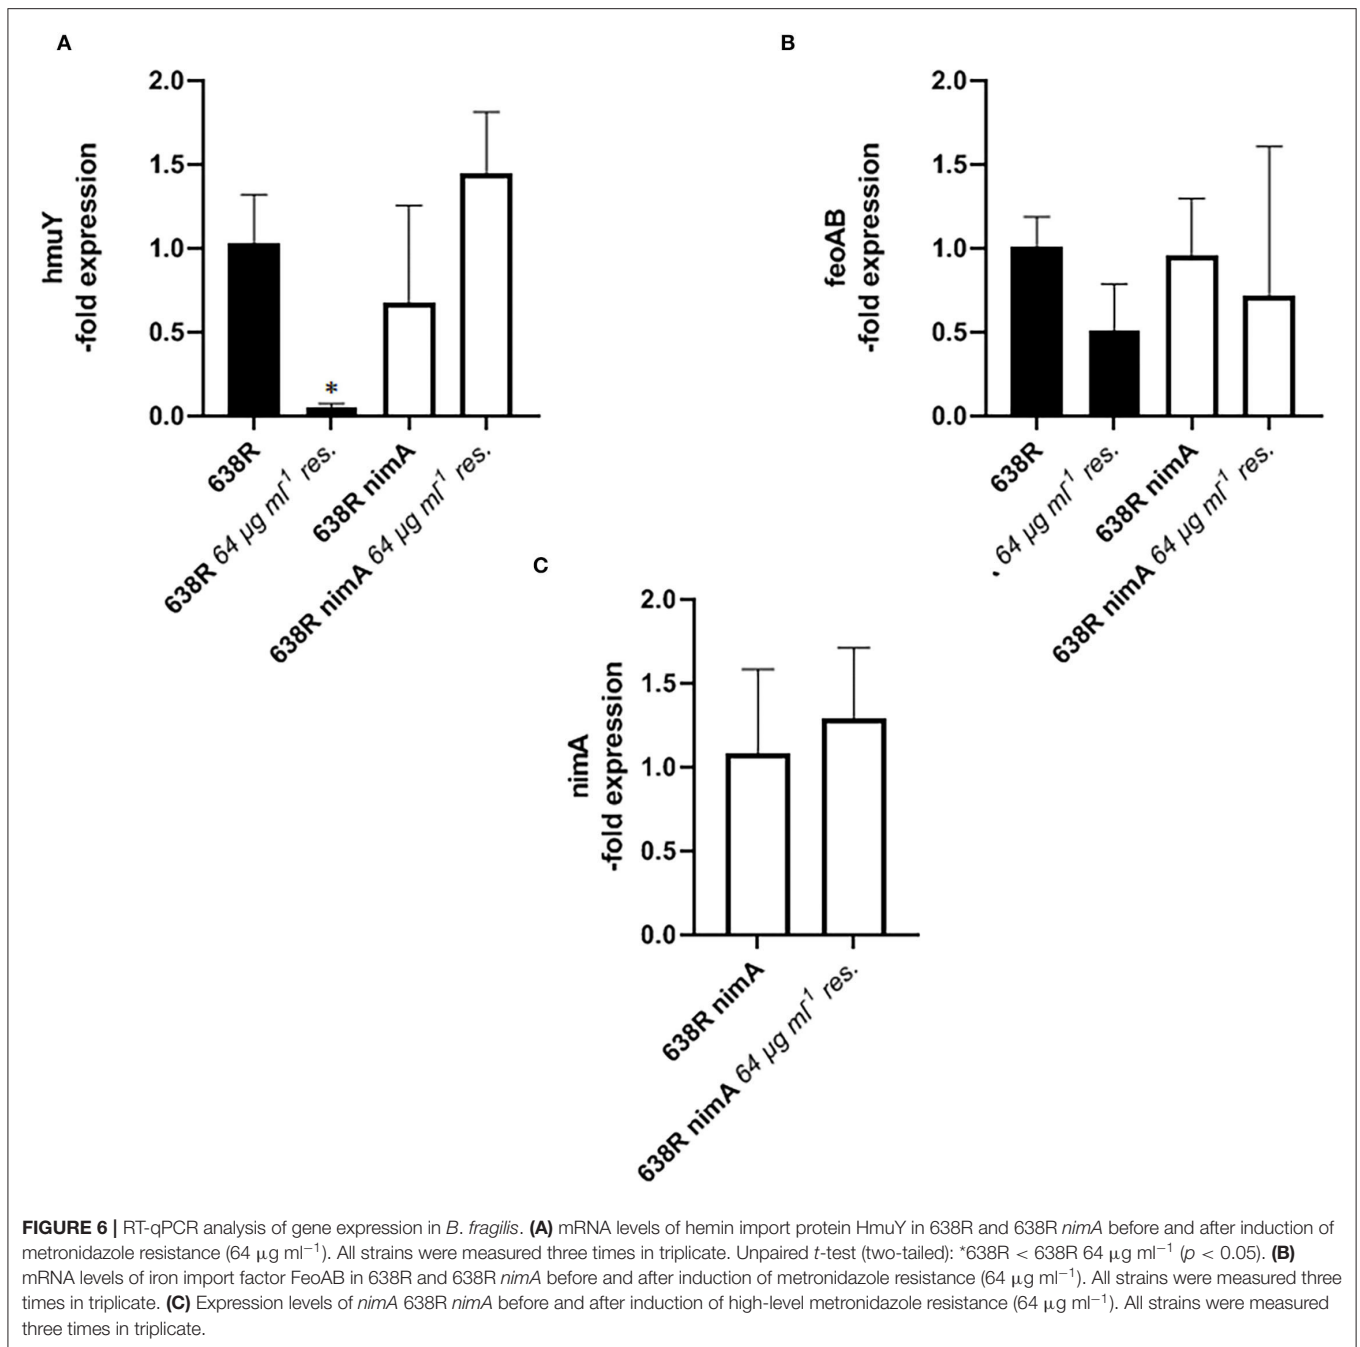 A
hmuY
-fold expression
2.0
1.5
1.0
0.5
0.0
*
638R
638R 64 µg ml⁻¹ res.
638R nimA
638R nimA 64 µg ml⁻¹ res.
B
feoAB
-fold expression
2.0
1.5
1.0
0.5
0.0
638R
64 µg ml⁻¹ res.
638R nimA
638R nimA 64 µg ml⁻¹ res.
C
nimA
-fold expression
2.0
1.5
1.0
0.5
0.0
638R nimA
638R nimA 64 µg ml⁻¹ res.
FIGURE 6 | RT-qPCR analysis of gene expression in B. fragilis. (A) mRNA levels of hemin import protein HmuY in 638R and 638R nimA before and after induction of
metronidazole resistance (64 μg ml⁻¹). All strains were measured three times in triplicate. Unpaired t-test (two-tailed): *638R < 638R 64 μg ml⁻¹ (p < 0.05). (B)
mRNA levels of iron import factor FeoAB in 638R and 638R nimA before and after induction of metronidazole resistance (64 μg ml⁻¹). All strains were measured three
times in triplicate. (C) Expression levels of nimA 638R nimA before and after induction of high-level metronidazole resistance (64 μg ml⁻¹). All strains were measured
three times in triplicate.